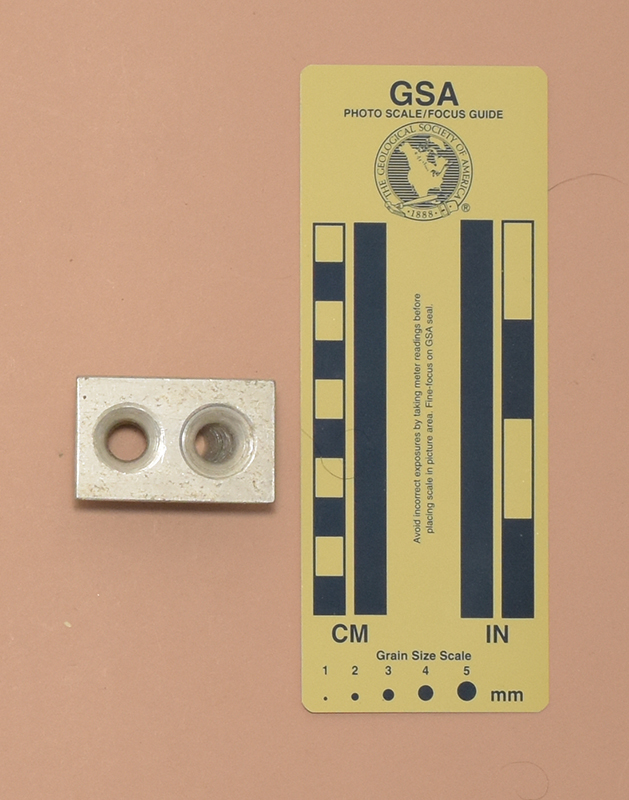 GSA
PHOTO SCALE/FOCUS GUIDE
THE GEOLOGICAL SOCIETY OF AMERICA
·1888·
®
Avoid incorrect exposures by taking meter readings before
placing scale in picture area. Fine-focus on GSA seal.
CM IN
Grain Size Scale
1 2 3 4 5
mm